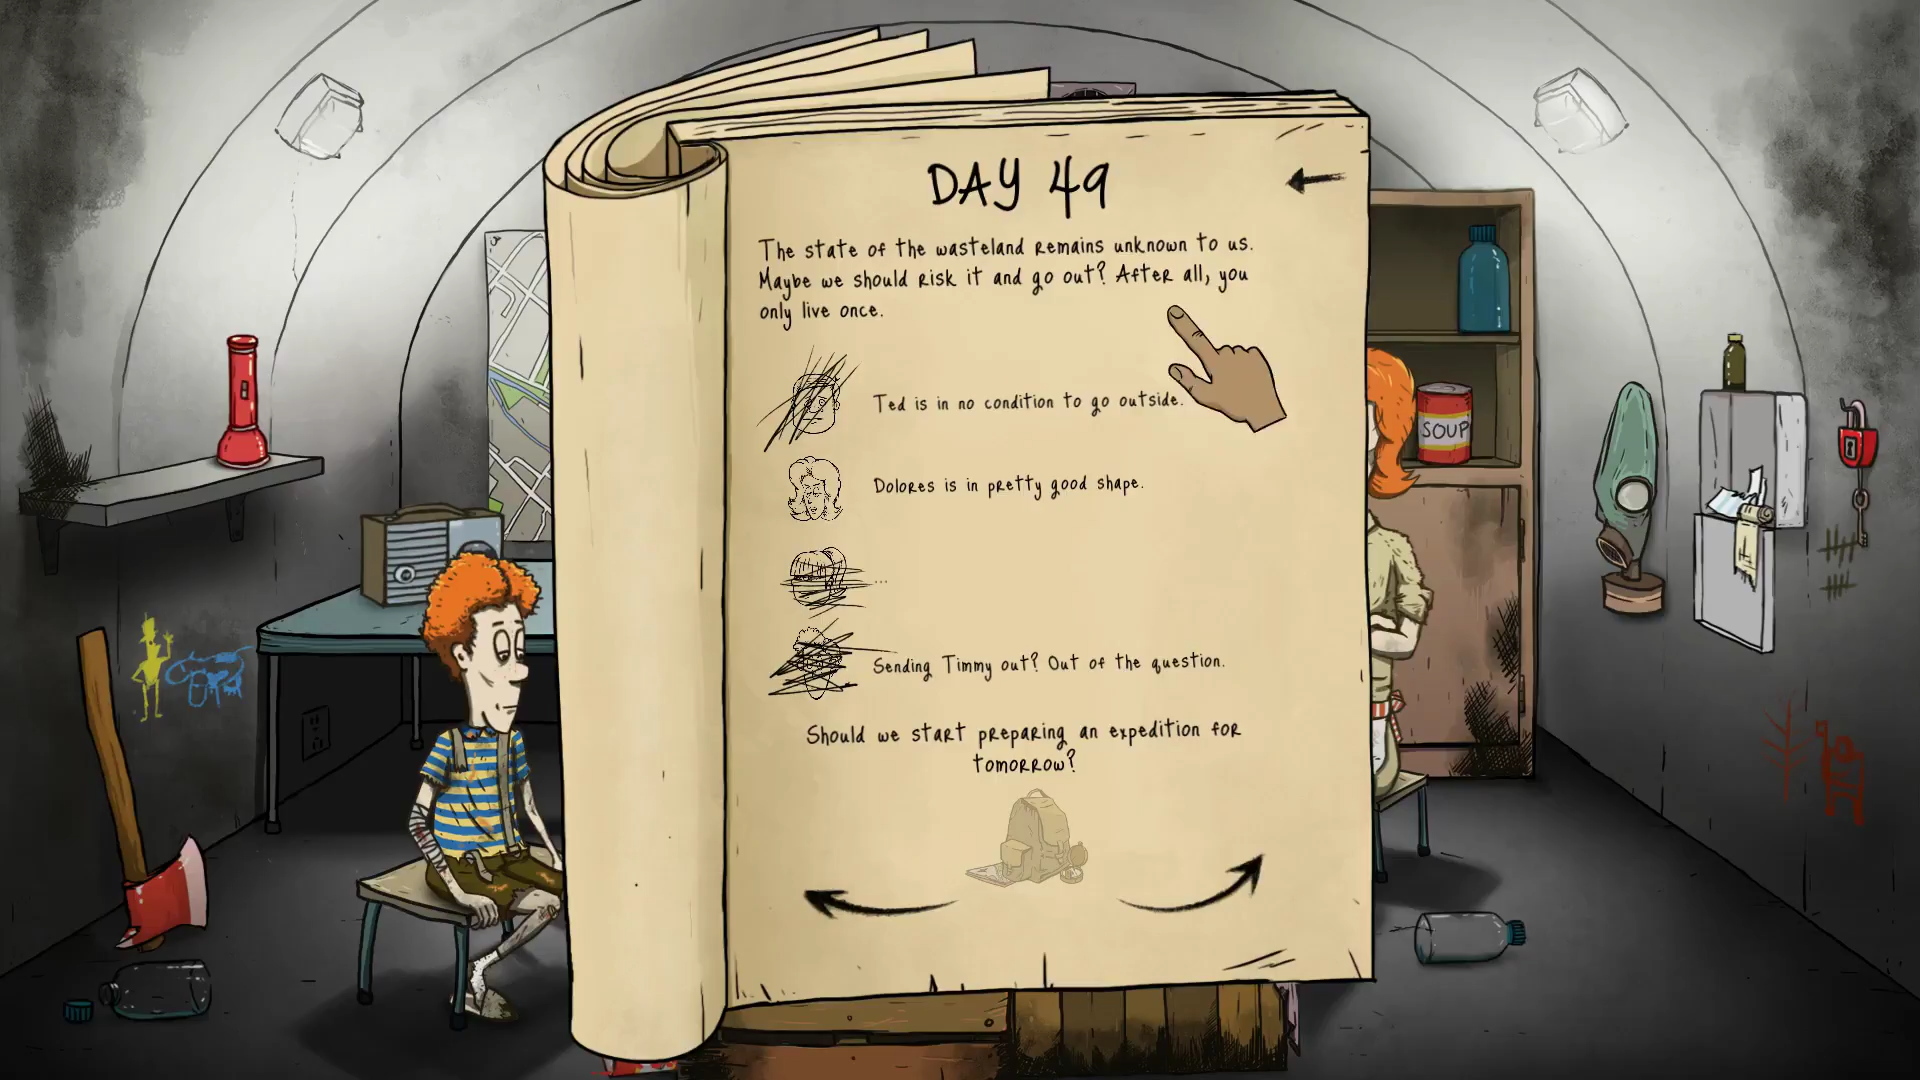 DAY 49
The state of the wasteland remains unknown to us.
Maybe we should risk it and go out? After all, you
only live once.
Ted is in no condition to go outside.
Dolores is in pretty good shape.
...
Sending Timmy out? Out of the question.
Should we start preparing an expedition for
tomorrow?
SOUP